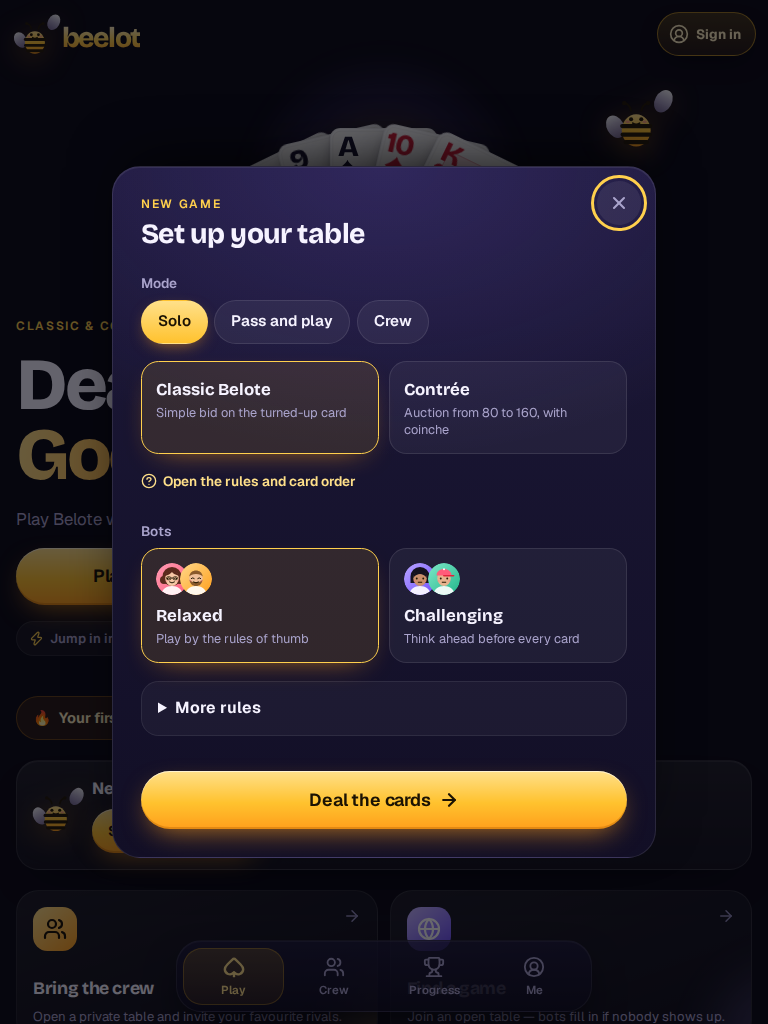 beelot
Sign in
9 A 10 K
NEW GAME
Set up your table
CLASSIC &
Mode
Solo
Pass and play
Crew
Classic Belote
Simple bid on the turned-up card
Contrée
Auction from 80 to 160, with
coinche
Open the rules and card order
Play Belote
Bots
Relaxed
Play by the rules of thumb
Challenging
Think ahead before every card
Jump in
More rules
Your
Deal the cards
Bring the crew
Open a private table and invite your favourite rivals.
Find a game
Join an open table — bots fill in if nobody shows up.
Play
Crew
Progress
Me